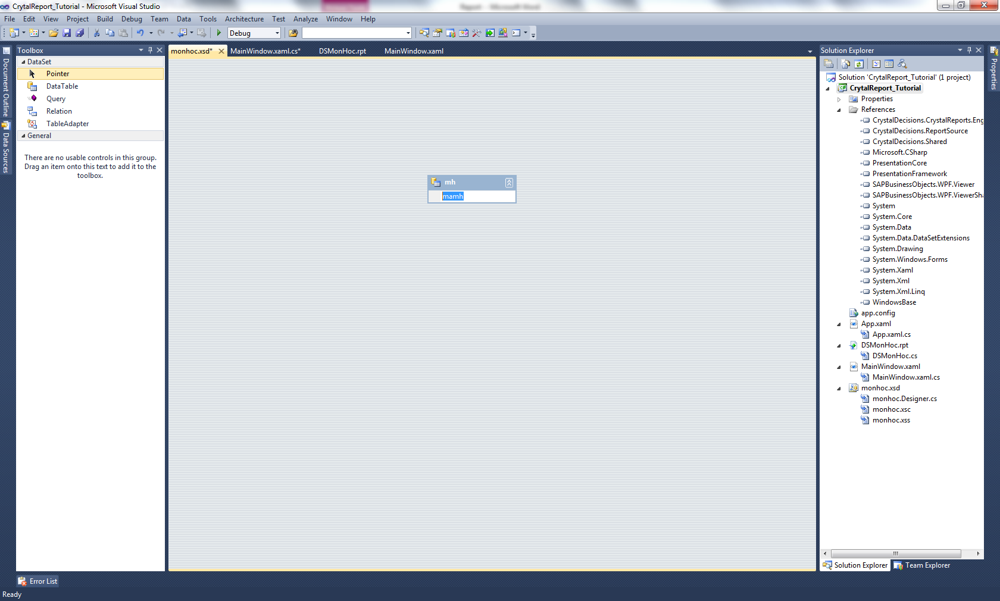 CrytalReport_Tutorial - Microsoft Visual Studio
Report - Microsoft Word
File Edit View Project Build Debug Team Data Tools Architecture Test Analyze Window Help
Debug
Document Outline
Data Sources
Toolbox
DataSet
Pointer
DataTable
Query
Relation
TableAdapter
General
There are no usable controls in this group.
Drag an item onto this text to add it to the
toolbox.
monhoc.xsd* MainWindow.xaml.cs* DSMonHoc.rpt MainWindow.xaml
mh
mamh
Solution Explorer
Solution 'CrytalReport_Tutorial' (1 project)
CrytalReport_Tutorial
Properties
References
CrystalDecisions.CrystalReports.Eng
CrystalDecisions.ReportSource
CrystalDecisions.Shared
Microsoft.CSharp
PresentationCore
PresentationFramework
SAPBusinessObjects.WPF.Viewer
SAPBusinessObjects.WPF.ViewerSha
System
System.Core
System.Data
System.Data.DataSetExtensions
System.Drawing
System.Windows.Forms
System.Xaml
System.Xml
System.Xml.Linq
WindowsBase
app.config
App.xaml
App.xaml.cs
DSMonHoc.rpt
DSMonHoc.cs
MainWindow.xaml
MainWindow.xaml.cs
monhoc.xsd
monhoc.Designer.cs
monhoc.xsc
monhoc.xss
Solution Explorer Team Explorer
Properties
Error List
Ready